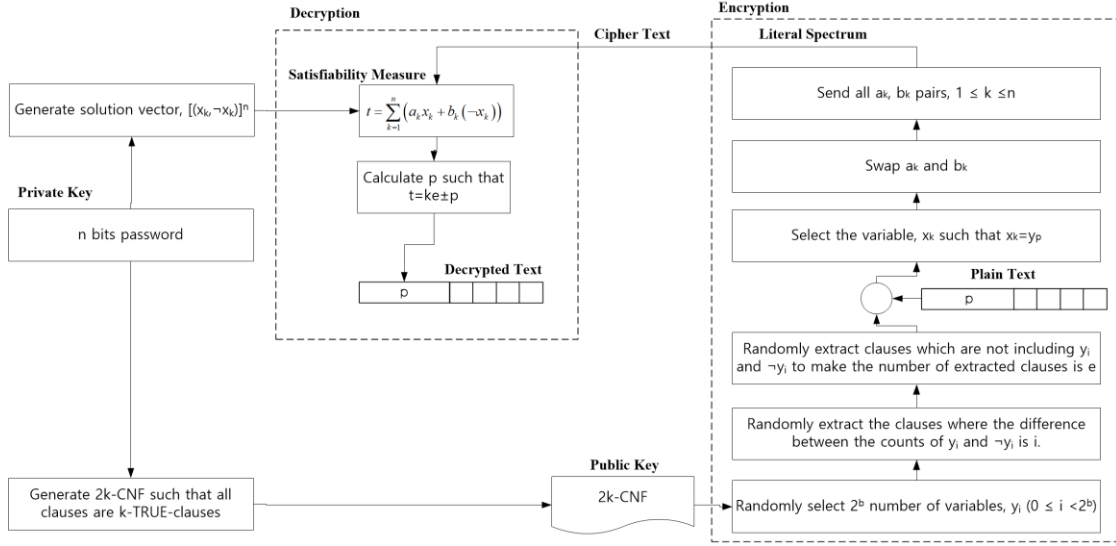 Decryption
Encryption
Cipher Text
Literal Spectrum
Satisfiability Measure
Generate solution vector, [(xₖ,¬xₖ)]ⁿ
t = ∑ₖ₌₁ⁿ (aₖxₖ + bₖ(¬xₖ))
Send all aₖ, bₖ pairs, 1 ≤ k ≤n
Calculate p such that
t=ke±p
Swap aₖ and bₖ
Private Key
n bits password
Select the variable, xₖ such that xₖ=yₚ
Decrypted Text
p
Plain Text
p
Randomly extract clauses which are not including yᵢ
and ¬yᵢ to make the number of extracted clauses is e
Randomly extract the clauses where the difference
between the counts of yᵢ and ¬yᵢ is i.
Public Key
Generate 2k-CNF such that all
clauses are k-TRUE-clauses
2k-CNF
Randomly select 2ᵇ number of variables, yᵢ (0 ≤ i <2ᵇ)